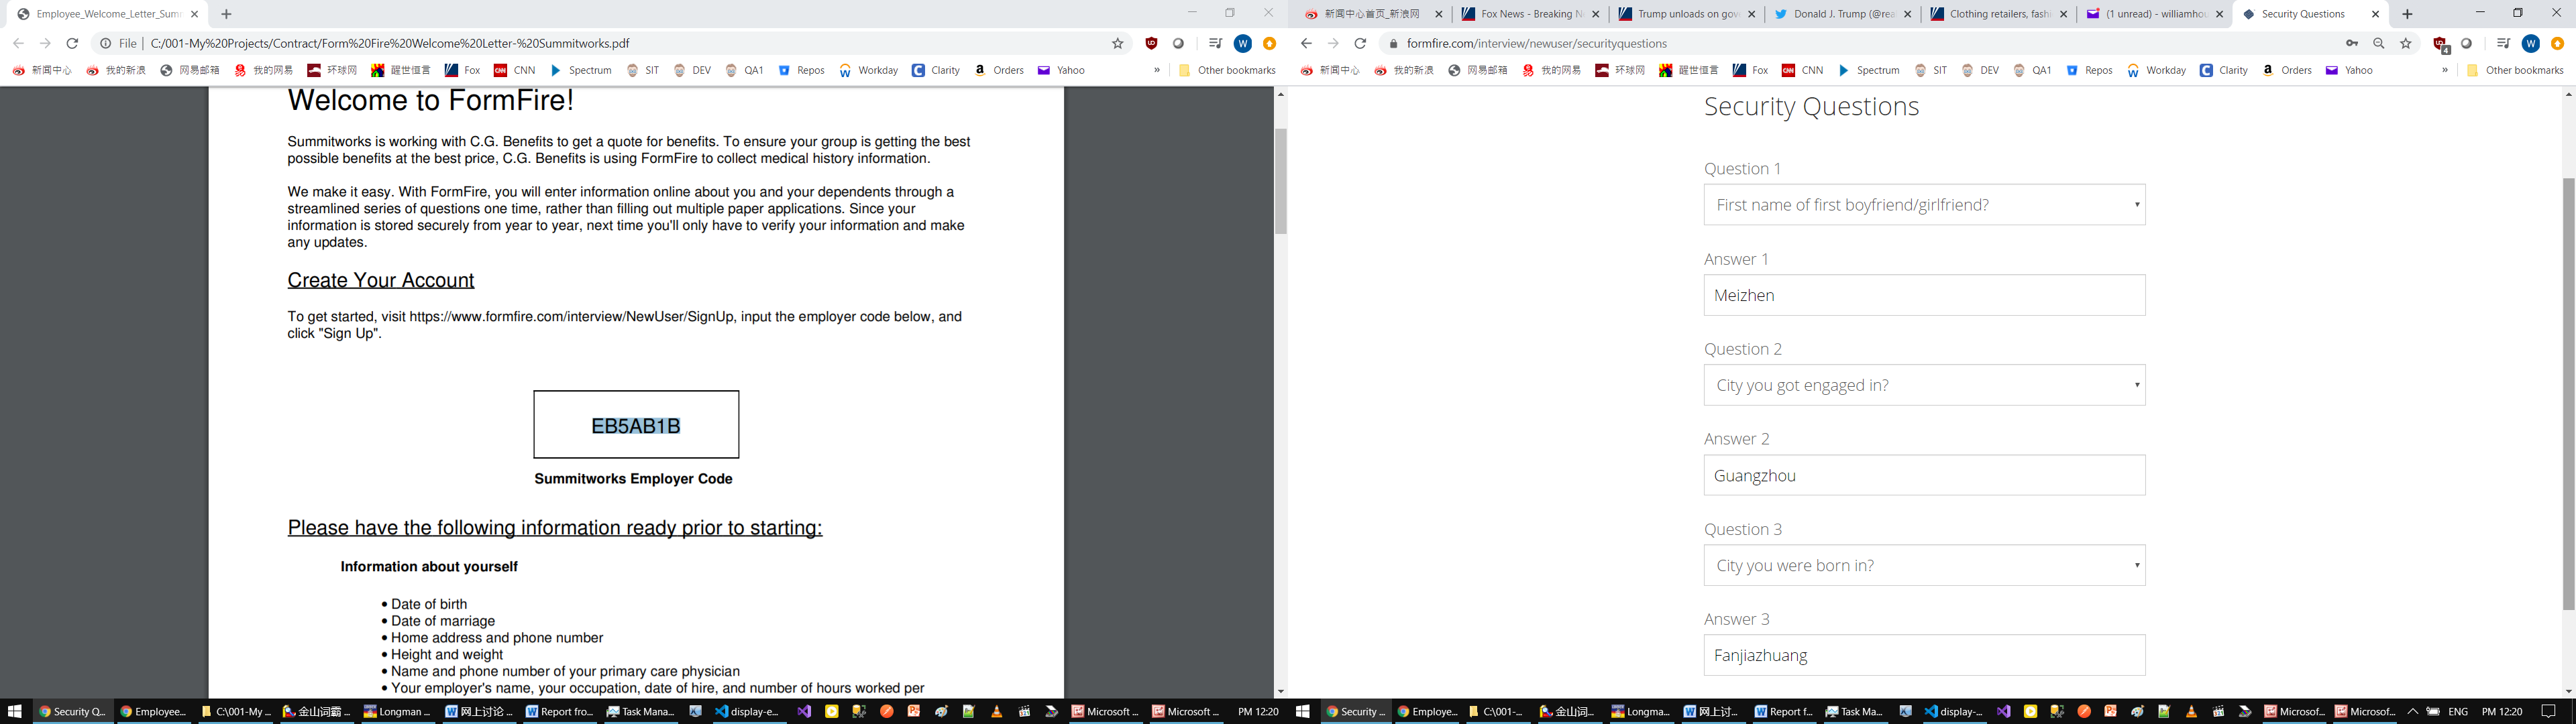 Employee_Welcome_Letter_Sum
File | C:/001-My%20Projects/Contract/Form%20Fire%20Welcome%20Letter-%20Summitworks.pdf
新闻中心 我的新浪 网易邮箱 我的网易 环球网 醒世恒言 Fox CNN Spectrum SIT DEV QA1 Repos Workday Clarity Orders Yahoo » Other bookmarks
Welcome to FormFire!
Summitworks is working with C.G. Benefits to get a quote for benefits. To ensure your group is getting the best
possible benefits at the best price, C.G. Benefits is using FormFire to collect medical history information.
We make it easy. With FormFire, you will enter information online about you and your dependents through a
streamlined series of questions one time, rather than filling out multiple paper applications. Since your
information is stored securely from year to year, next time you'll only have to verify your information and make
any updates.
Create Your Account
To get started, visit https://www.formfire.com/interview/NewUser/SignUp, input the employer code below, and
click "Sign Up".
EB5AB1B
Summitworks Employer Code
Please have the following information ready prior to starting:
Information about yourself
• Date of birth
• Date of marriage
• Home address and phone number
• Height and weight
• Name and phone number of your primary care physician
• Your employer's name, your occupation, date of hire, and number of hours worked per
新闻中心首页_新浪网 Fox News - Breaking N Trump unloads on gov Donald J. Trump (@rea Clothing retailers, fash (1 unread) - williamhou Security Questions
formfire.com/interview/newuser/securityquestions
新闻中心 我的新浪 网易邮箱 我的网易 环球网 醒世恒言 Fox CNN Spectrum SIT DEV QA1 Repos Workday Clarity Orders Yahoo » Other bookmarks
Security Questions
Question 1
First name of first boyfriend/girlfriend?
Answer 1
Meizhen
Question 2
City you got engaged in?
Answer 2
Guangzhou
Question 3
City you were born in?
Answer 3
Fanjiazhuang
Security Q... Employee... C:\001-My ... 金山词霸 ... Longman ... 网上讨论 ... Report fro... Task Mana... display-e... Microsoft ... Microsoft ... PM 12:20
Security ... Employe... C:\001-... 金山词... Longma... 网上讨... Report f... Task Ma... display-... Microsof... Microsof... ENG PM 12:20